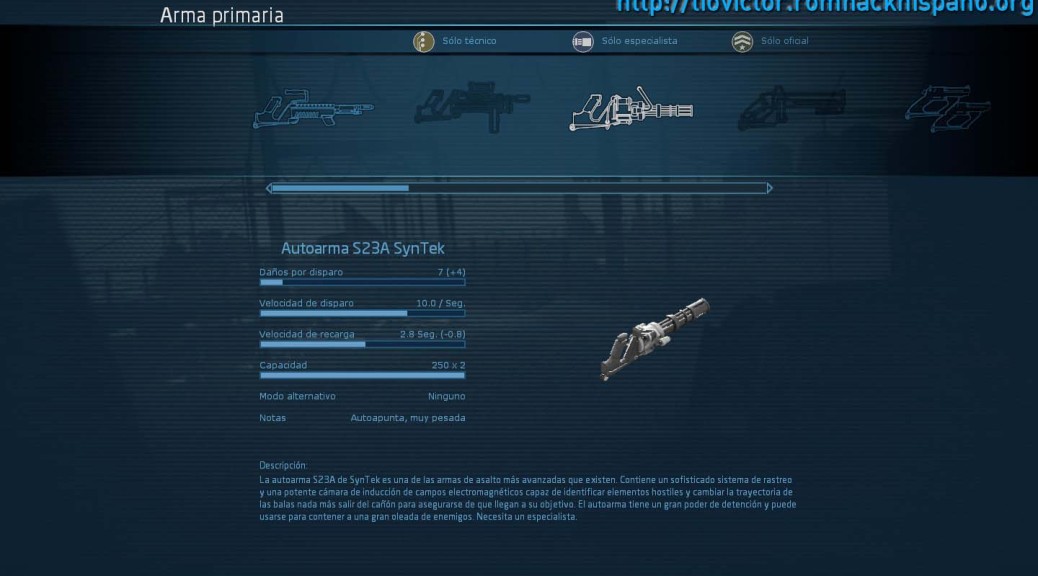 http://tiovictor.romhackhispano.org
Arma primaria
Sólo técnico
Sólo especialista
Sólo oficial
Autoarma S23A SynTek
Daños por disparo 7 (+4)
Velocidad de disparo 10.0 / Seg.
Velocidad de recarga 2.8 Seg. (-0.8)
Capacidad 250 x 2
Modo alternativo Ninguno
Notas Autoapunta, muy pesada
Descripción:
La autoarma S23A de SynTek es una de las armas de asalto más avanzadas que existen. Contiene un sofisticado sistema de rastreo
y una potente cámara de inducción de campos electromagnéticos capaz de identificar elementos hostiles y cambiar la trayectoria de
las balas nada más salir del cañón para asegurarse de que llegan a su objetivo. El autoarma tiene un gran poder de detención y puede
usarse para contener a una gran oleada de enemigos. Necesita un especialista.